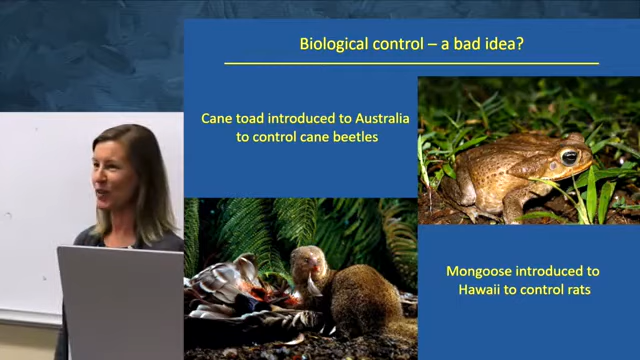 Biological control – a bad idea?
Cane toad introduced to Australia
to control cane beetles
Mongoose introduced to
Hawaii to control rats